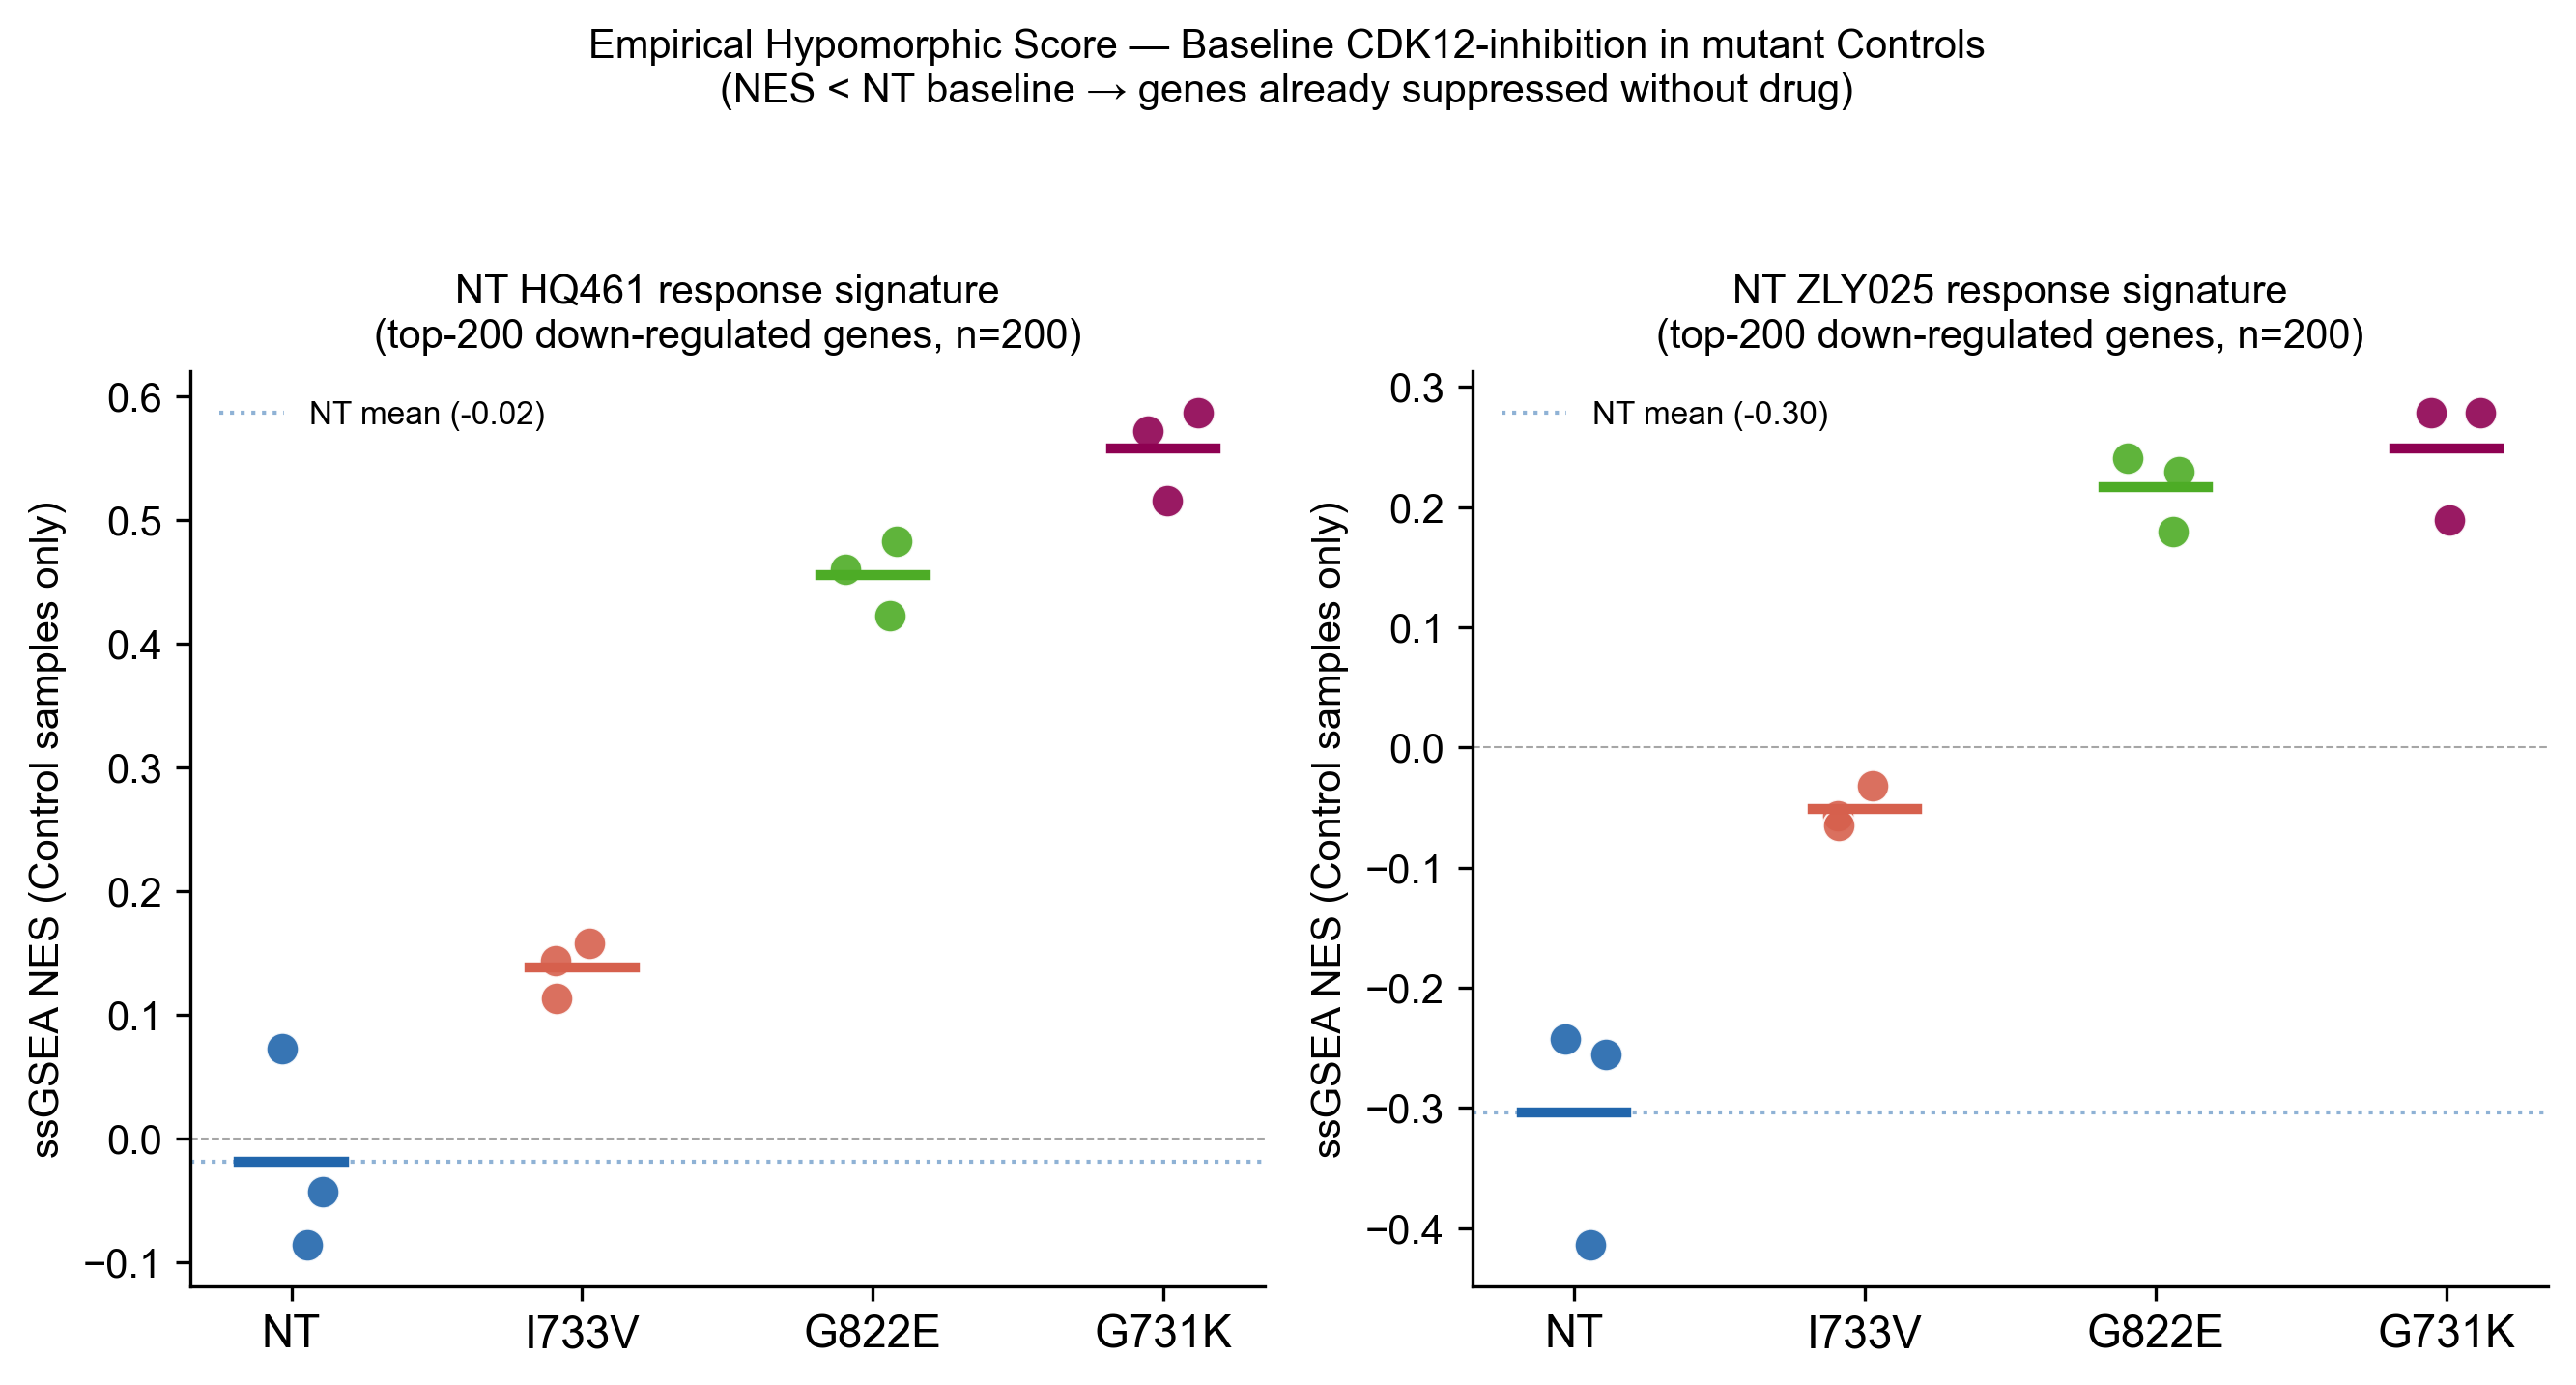 Empirical Hypomorphic Score — Baseline CDK12-inhibition in mutant Controls
(NES < NT baseline → genes already suppressed without drug)
NT HQ461 response signature
(top-200 down-regulated genes, n=200)
NT mean (-0.02)
ssGSEA NES (Control samples only)
0.6
0.5
0.4
0.3
0.2
0.1
0.0
−0.1
NT
I733V
G822E
G731K
NT ZLY025 response signature
(top-200 down-regulated genes, n=200)
NT mean (-0.30)
ssGSEA NES (Control samples only)
0.3
0.2
0.1
0.0
−0.1
−0.2
−0.3
−0.4
NT
I733V
G822E
G731K